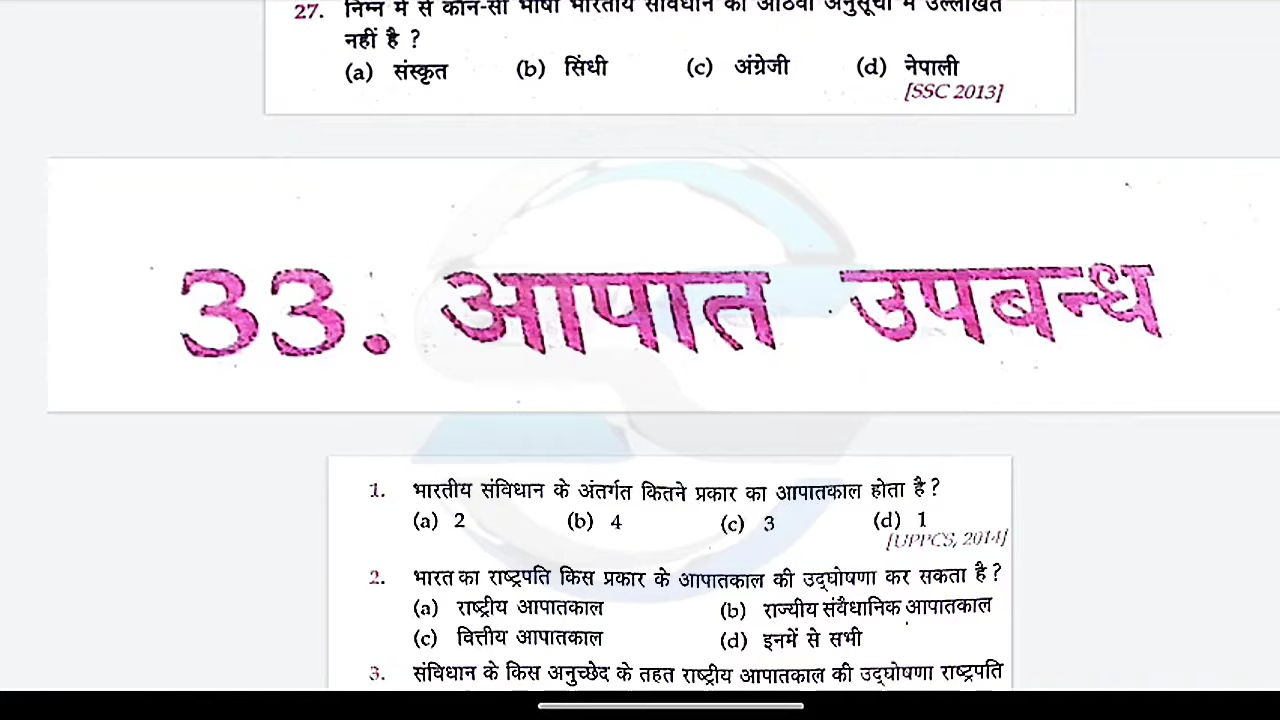 27. निम्न में से कौन-सी भाषा भारतीय संविधान की आठवीं अनुसूची में उल्लिखित
नहीं है ?
(a) संस्कृत (b) सिंधी (c) अंग्रेजी (d) नेपाली
[SSC 2013]
33. आपात उपबन्ध
1. भारतीय संविधान के अंतर्गत कितने प्रकार का आपातकाल होता है ?
(a) 2 (b) 4 (c) 3 (d) 1
[UPPCS, 2014]
2. भारत का राष्ट्रपति किस प्रकार के आपातकाल की उद्घोषणा कर सकता है ?
(a) राष्ट्रीय आपातकाल (b) राज्यीय संवैधानिक आपातकाल
(c) वित्तीय आपातकाल (d) इनमें से सभी
3. संविधान के किस अनुच्छेद के तहत राष्ट्रीय आपातकाल की उद्घोषणा राष्ट्रपति